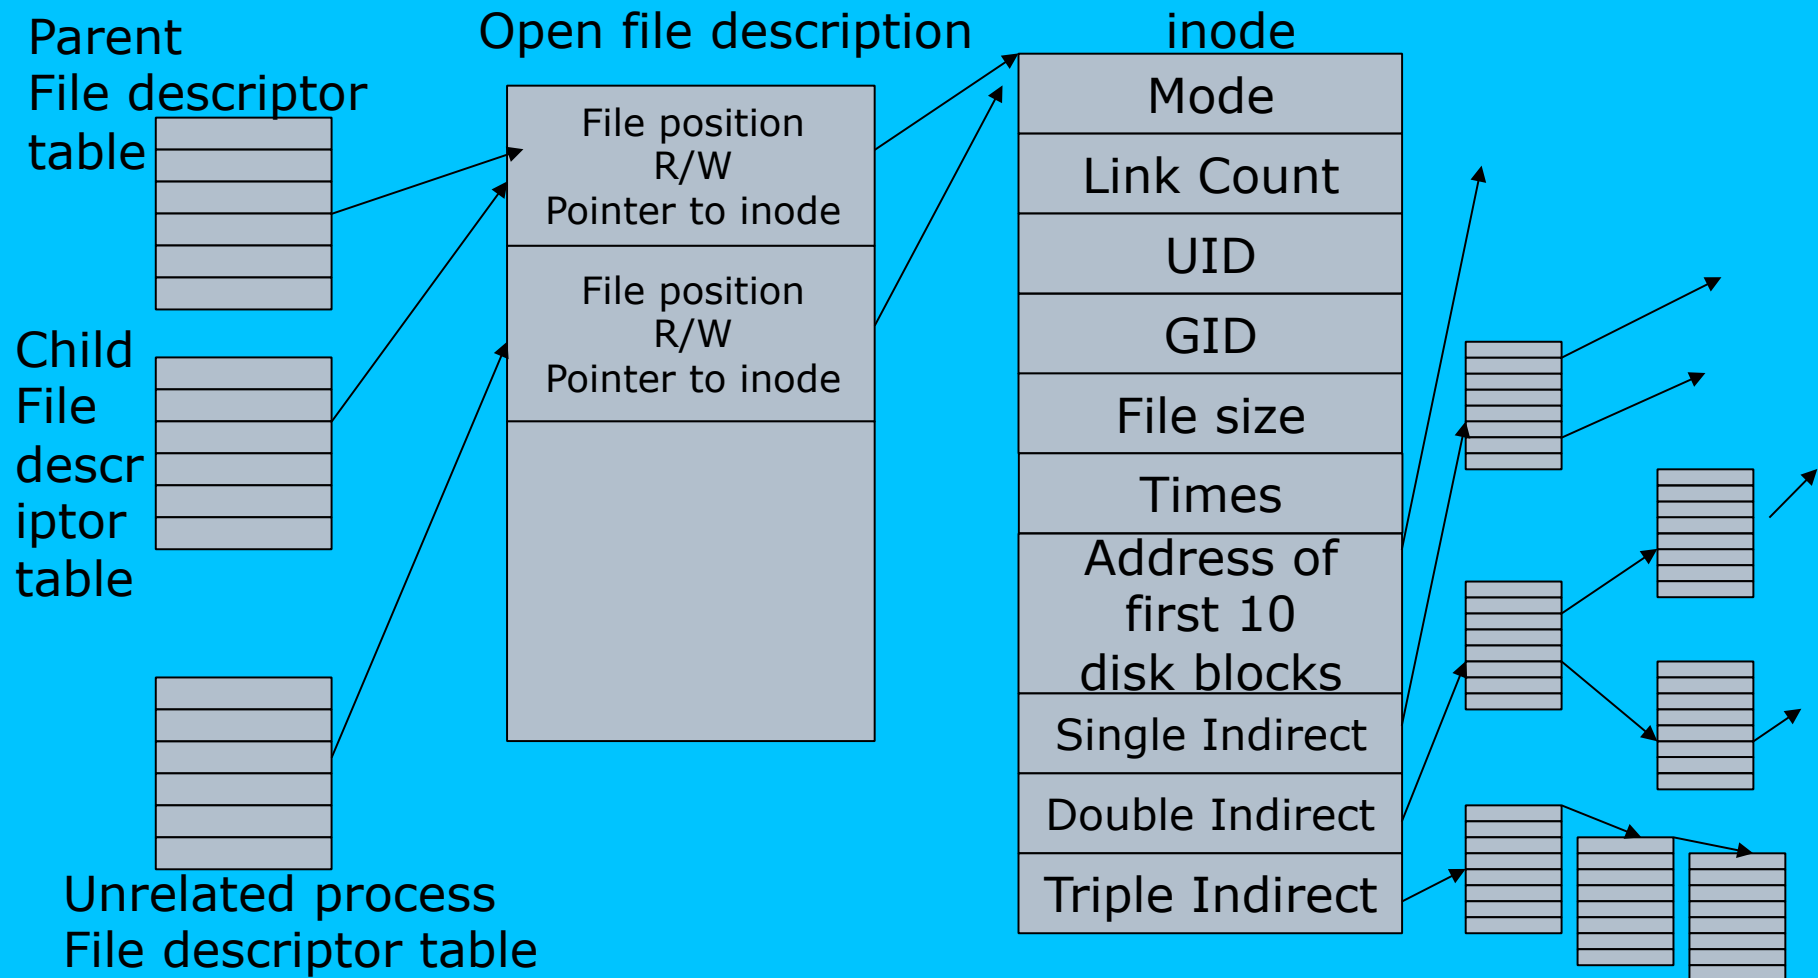 Parent
File descriptor
table
Open file description
inode
File position
R/W
Pointer to inode
File position
R/W
Pointer to inode
Mode
Link Count
UID
GID
File size
Times
Address of
first 10
disk blocks
Single Indirect
Double Indirect
Triple Indirect
Child
File
descr
iptor
table
Unrelated process
File descriptor table